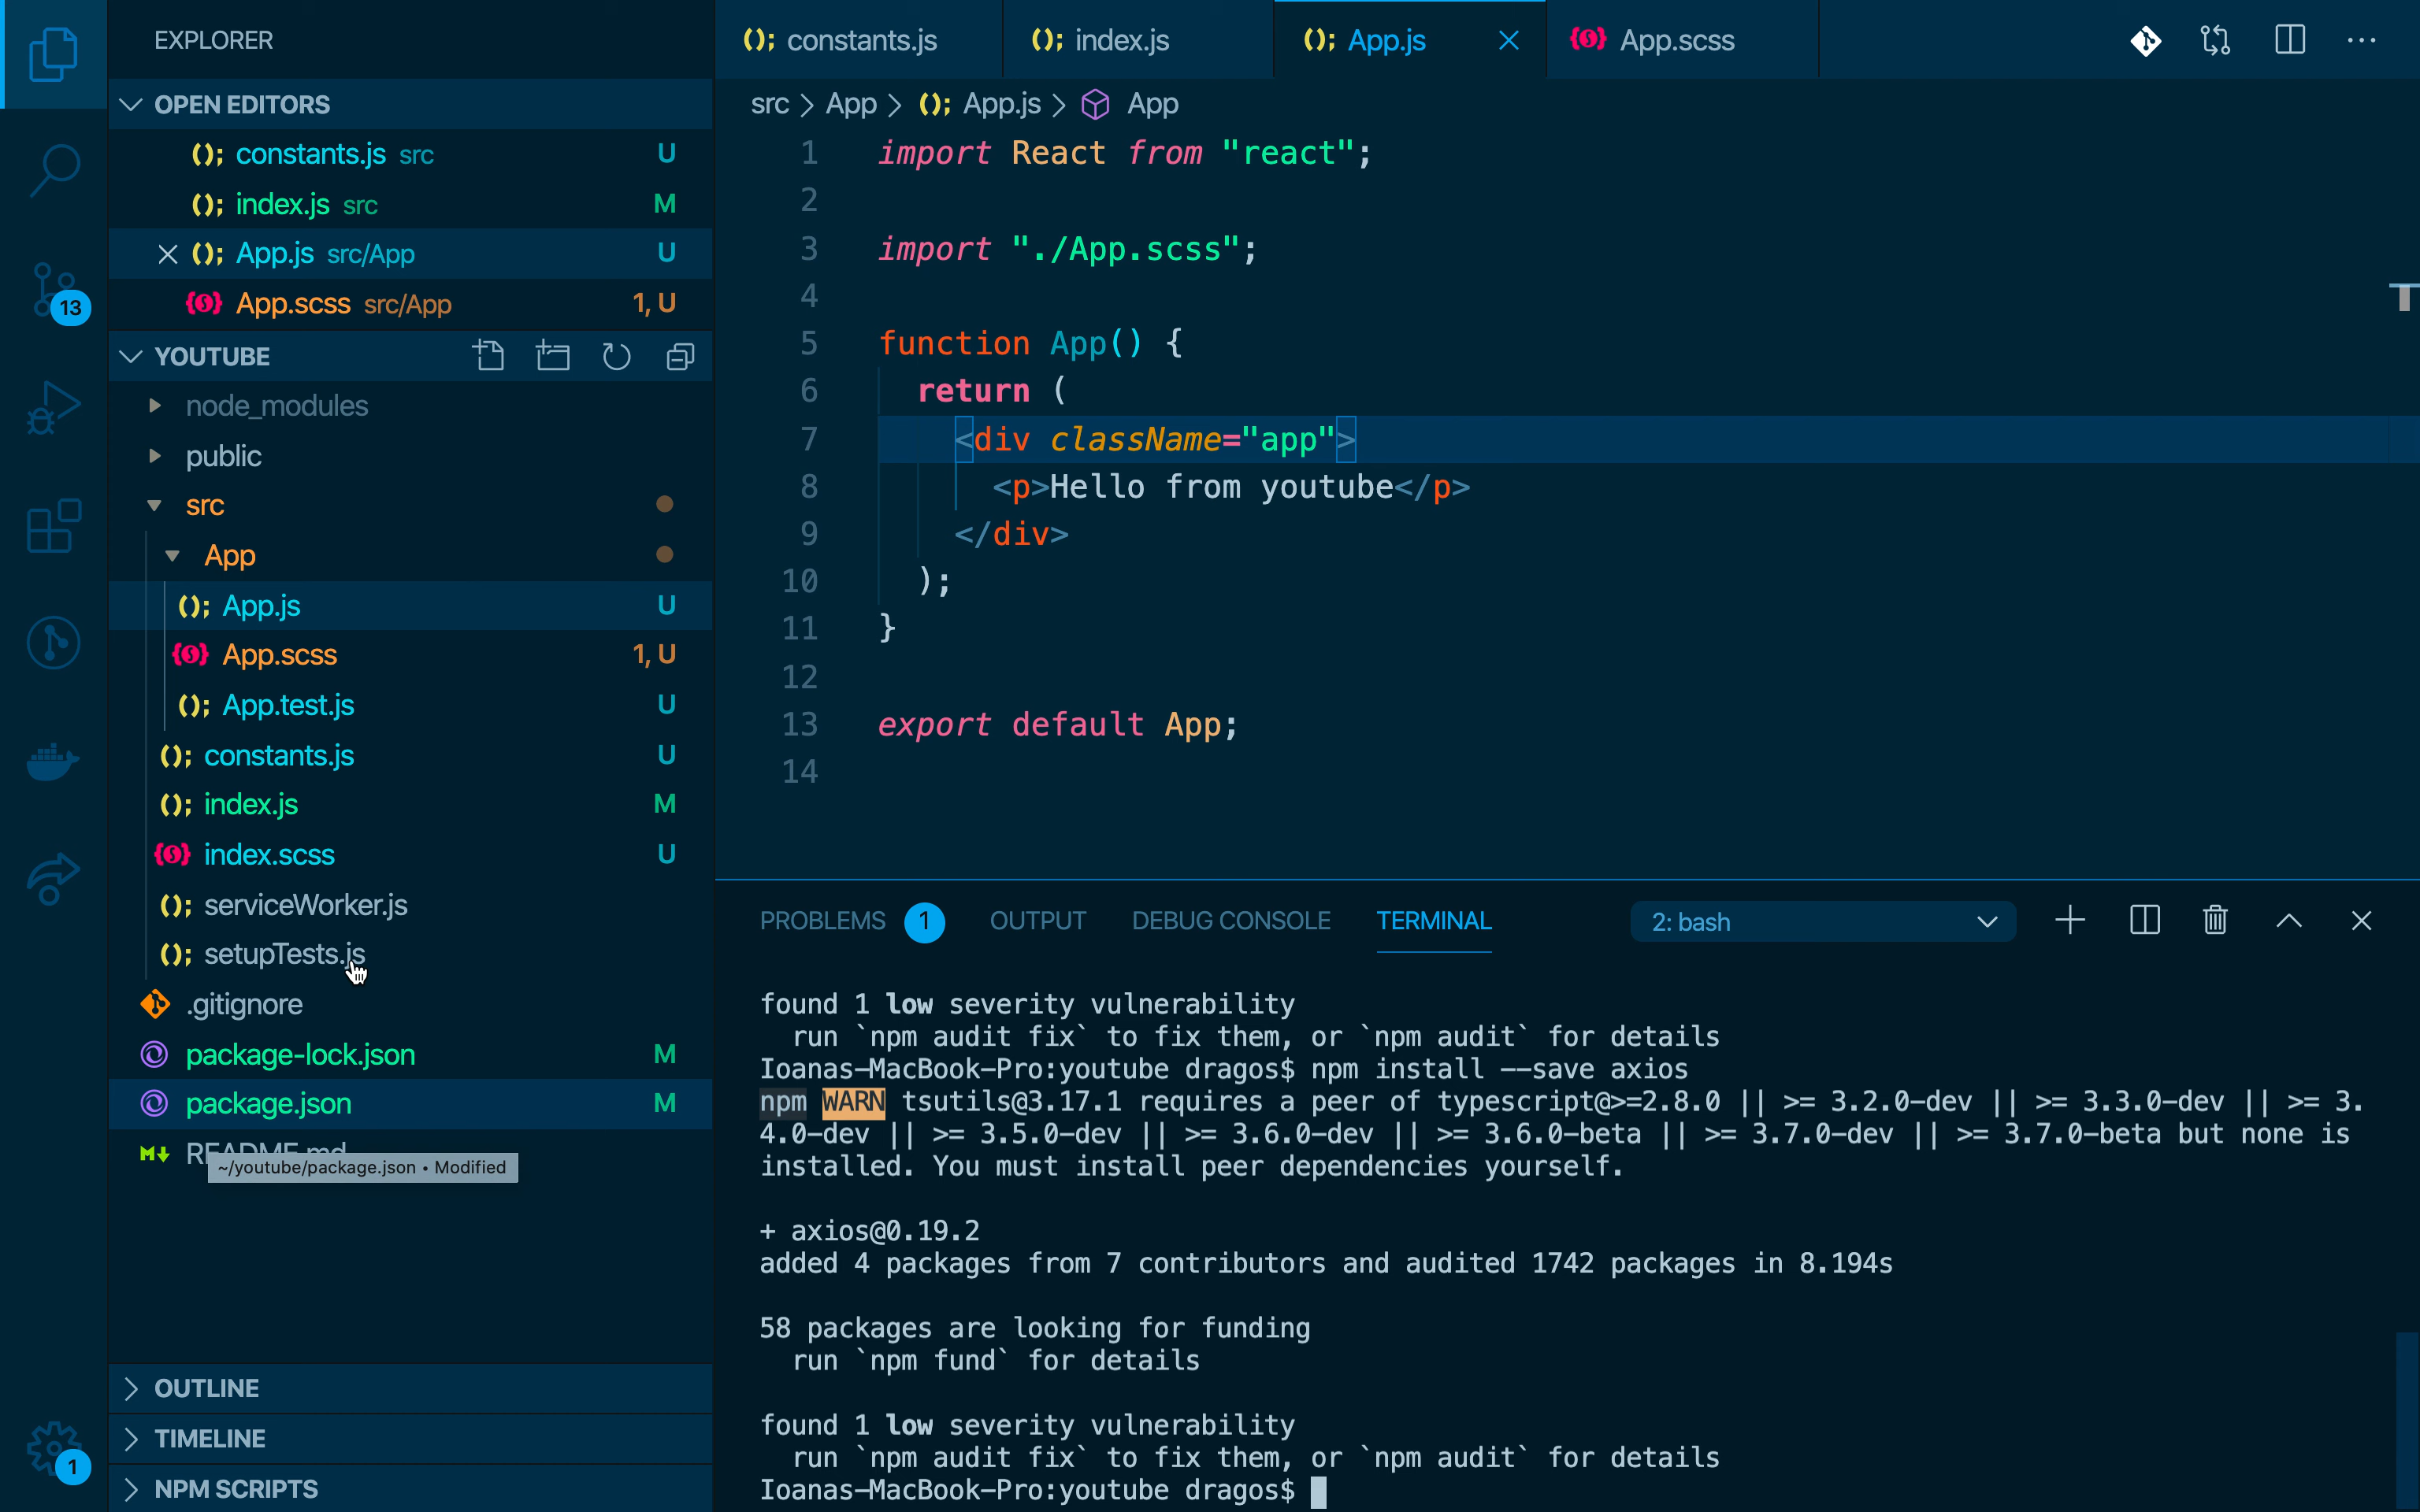 EXPLORER
OPEN EDITORS
(); constants.js src U
(); index.js src M
(); App.js src/App U
App.scss src/App 1, U
YOUTUBE
node_modules
public
src
App
(); App.js U
App.scss 1, U
(); App.test.js U
(); constants.js U
(); index.js M
index.scss U
(); serviceWorker.js
(); setupTests.js
.gitignore
package-lock.json M
package.json M
README.md
~/youtube/package.json • Modified
OUTLINE
TIMELINE
NPM SCRIPTS
13
1
(); constants.js
(); index.js
(); App.js
App.scss
src > App > (); App.js > App
1 import React from "react";
2
3 import "./App.scss";
4
5 function App() {
6 return (
7 <div className="app">
8 <p>Hello from youtube</p>
9 </div>
10 );
11 }
12
13 export default App;
14
PROBLEMS 1 OUTPUT DEBUG CONSOLE TERMINAL 2: bash
found 1 low severity vulnerability
run `npm audit fix` to fix them, or `npm audit` for details
Ioanas-MacBook-Pro:youtube dragos$ npm install --save axios
npm WARN tsutils@3.17.1 requires a peer of typescript@>=2.8.0 || >= 3.2.0-dev || >= 3.3.0-dev || >= 3.
4.0-dev || >= 3.5.0-dev || >= 3.6.0-dev || >= 3.6.0-beta || >= 3.7.0-dev || >= 3.7.0-beta but none is
installed. You must install peer dependencies yourself.
+ axios@0.19.2
added 4 packages from 7 contributors and audited 1742 packages in 8.194s
58 packages are looking for funding
run `npm fund` for details
found 1 low severity vulnerability
run `npm audit fix` to fix them, or `npm audit` for details
Ioanas-MacBook-Pro:youtube dragos$